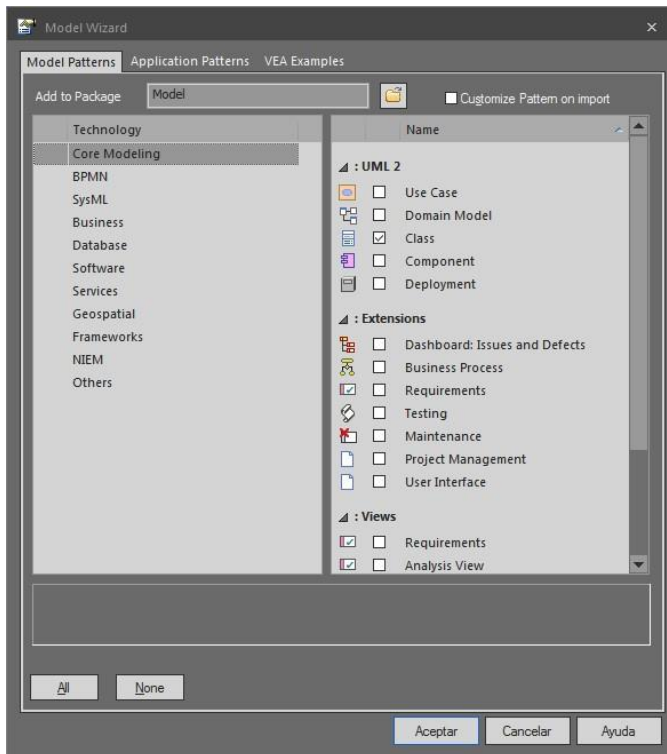 Model Wizard
Model Patterns Application Patterns VEA Examples
Add to Package Model Customize Pattern on import
Technology
Core Modeling
BPMN
SysML
Business
Database
Software
Services
Geospatial
Frameworks
NIEM
Others
Name
: UML 2
Use Case
Domain Model
Class
Component
Deployment
: Extensions
Dashboard: Issues and Defects
Business Process
Requirements
Testing
Maintenance
Project Management
User Interface
: Views
Requirements
Analysis View
All None
Aceptar Cancelar Ayuda